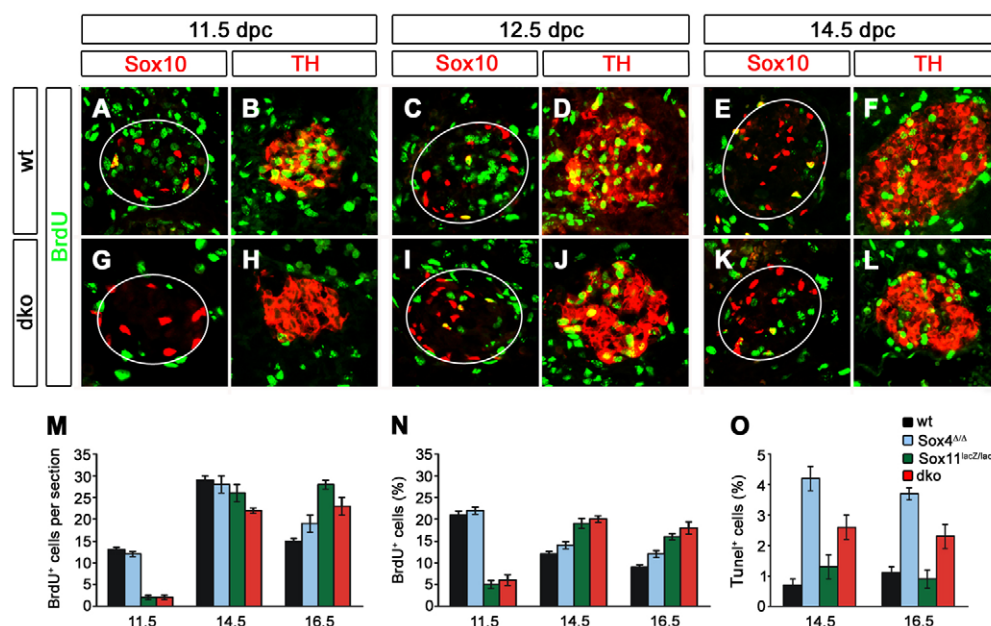 11.5 dpc 12.5 dpc 14.5 dpc
Sox10 TH Sox10 TH Sox10 TH
wt
BrdU
dko
A B C D E F
G H I J K L
M
BrdU+ cells per section
35
30
25
20
15
10
5
0
11.5 14.5 16.5
N
BrdU+ cells (%)
35
30
25
20
15
10
5
0
11.5 14.5 16.5
O
Tunel+ cells (%)
5
4
3
2
1
0
14.5 16.5
wt
Sox4Δ/Δ
Sox11lacZ/lac
dko